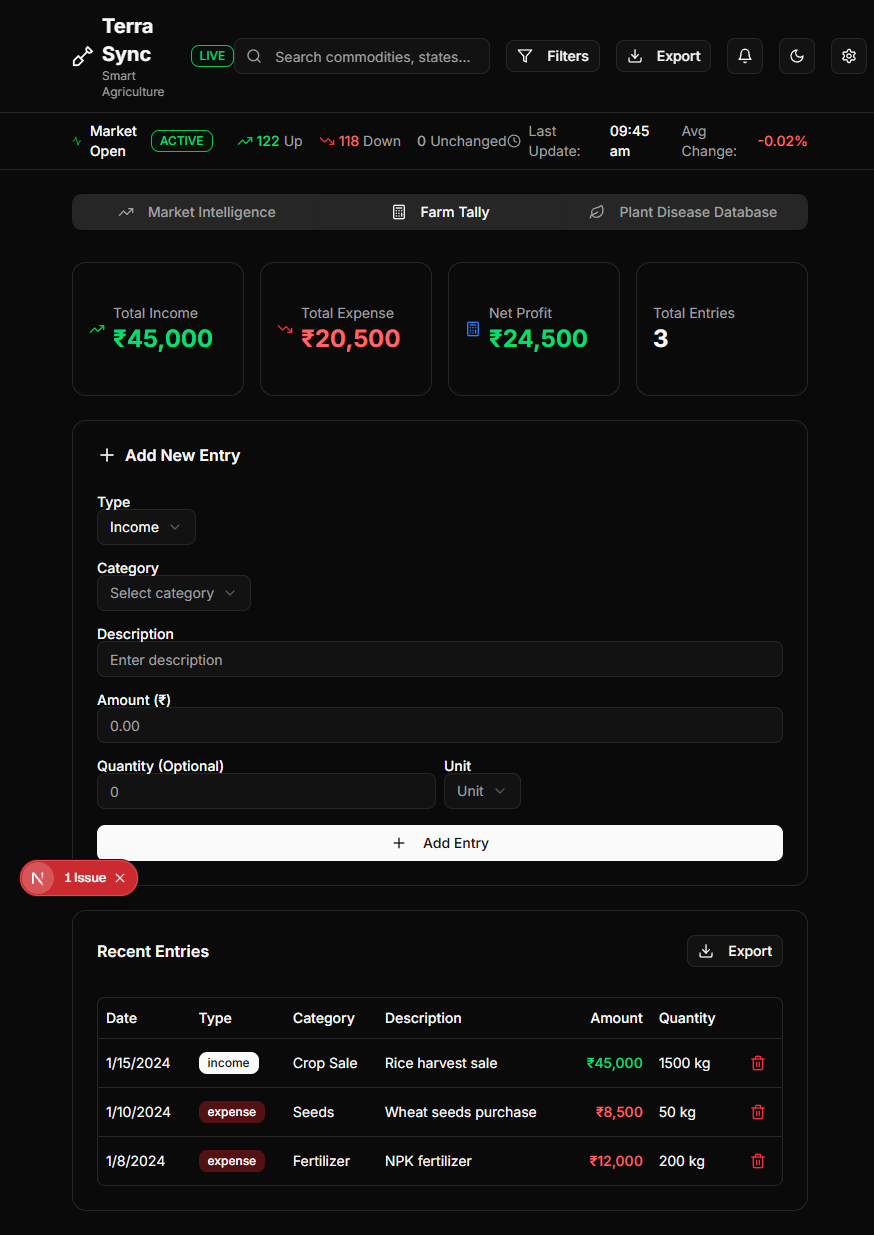 Terra
Sync
Smart
Agriculture
LIVE
Search commodities, states...
Filters
Export
Market
Open
ACTIVE
122 Up
118 Down
0 Unchanged
Last
Update:
09:45
am
Avg
Change:
-0.02%
Market Intelligence
Farm Tally
Plant Disease Database
Total Income
₹45,000
Total Expense
₹20,500
Net Profit
₹24,500
Total Entries
3
Add New Entry
Type
Income
Category
Select category
Description
Enter description
Amount (₹)
0.00
Quantity (Optional) Unit
0 Unit
Add Entry
N 1 Issue
Recent Entries
Export
Date Type Category Description Amount Quantity
1/15/2024 income Crop Sale Rice harvest sale ₹45,000 1500 kg
1/10/2024 expense Seeds Wheat seeds purchase ₹8,500 50 kg
1/8/2024 expense Fertilizer NPK fertilizer ₹12,000 200 kg